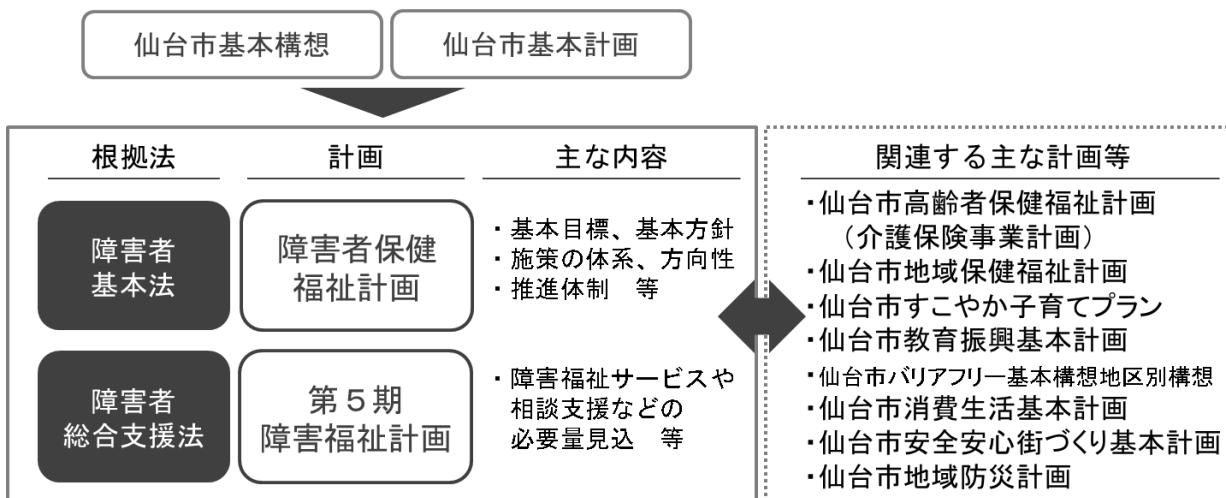 仙台市基本構想
仙台市基本計画
根拠法
計画
主な内容
障害者
基本法
障害者保健
福祉計画
・基本目標、基本方針
・施策の体系、方向性
・推進体制　等
障害者
総合支援法
第５期
障害福祉計画
・障害福祉サービスや
相談支援などの
必要量見込　等
関連する主な計画等
・仙台市高齢者保健福祉計画
（介護保険事業計画）
・仙台市地域保健福祉計画
・仙台市すこやか子育てプラン
・仙台市教育振興基本計画
・仙台市バリアフリー基本構想地区別構想
・仙台市消費生活基本計画
・仙台市安全安心街づくり基本計画
・仙台市地域防災計画